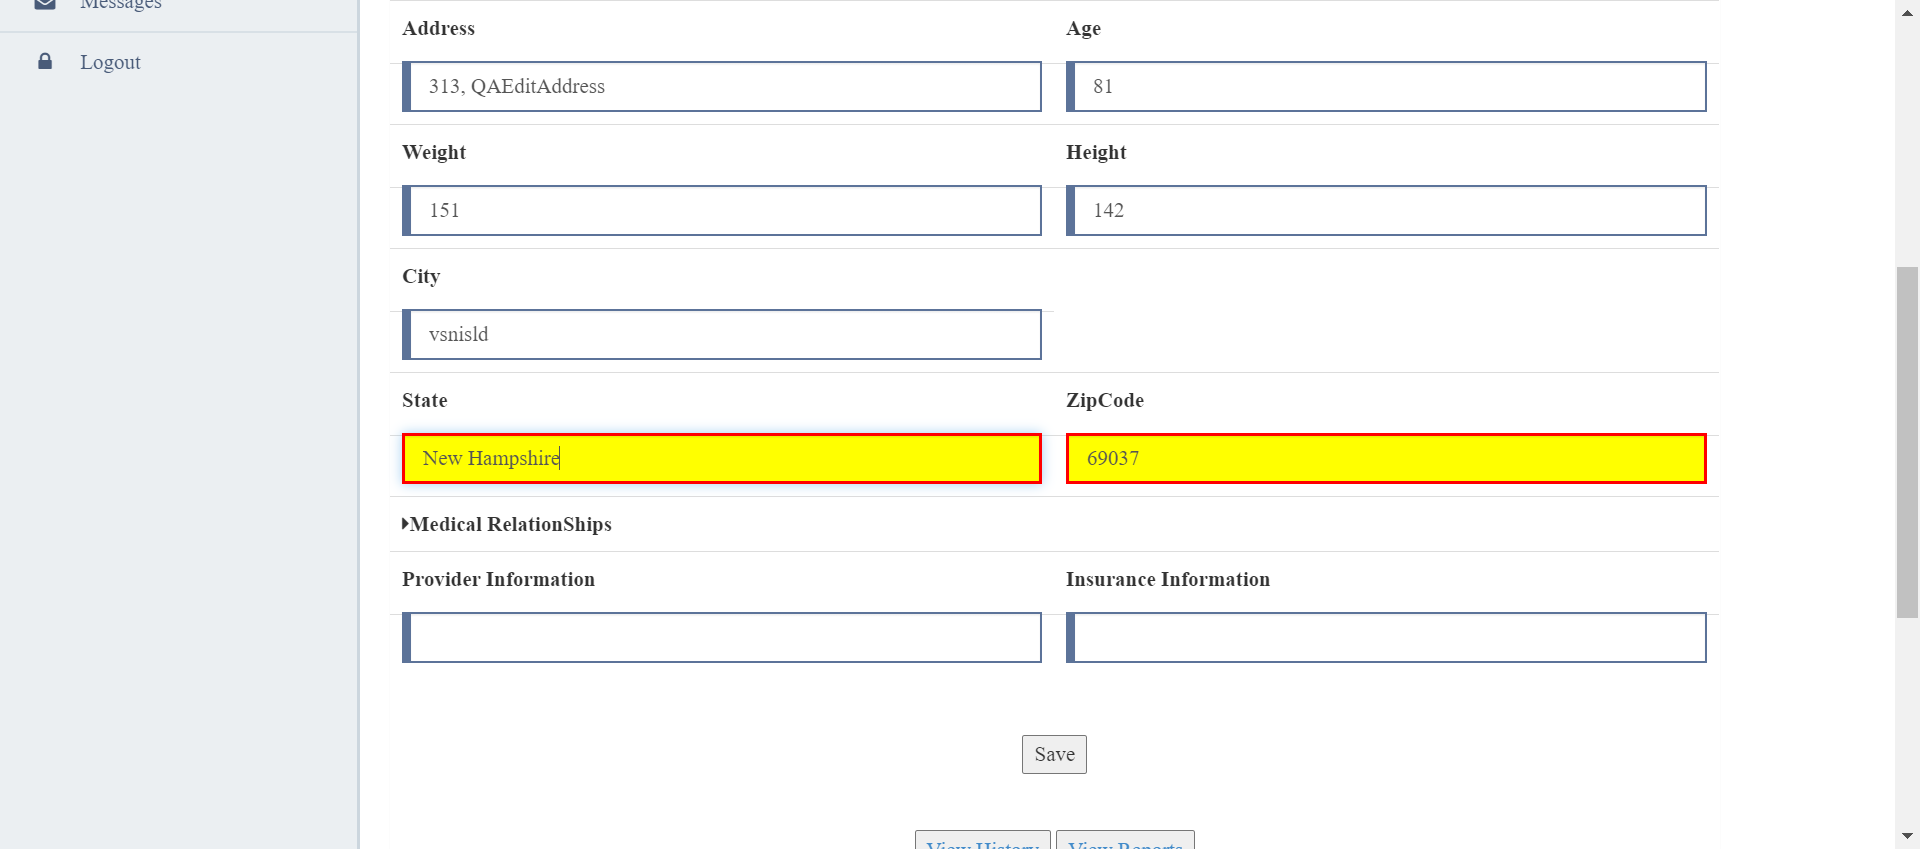 Messages
Logout
Address Age
313, QAEditAddress 81
Weight Height
151 142
City
vsnisld
State ZipCode
New Hampshire 69037
Medical RelationShips
Provider Information Insurance Information
Save
View History View Reports